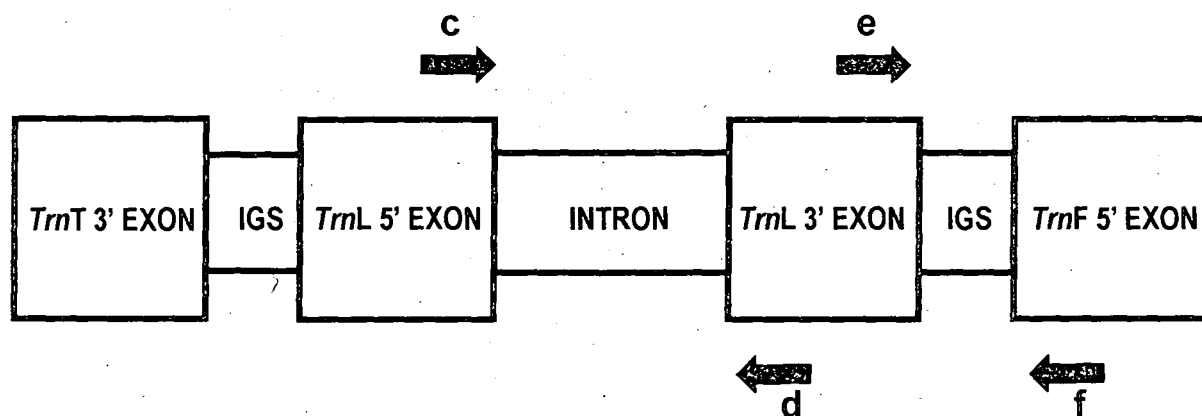 c e
TrnT 3' EXON IGS TrnL 5' EXON INTRON TrnL 3' EXON IGS TrnF 5' EXON
d f